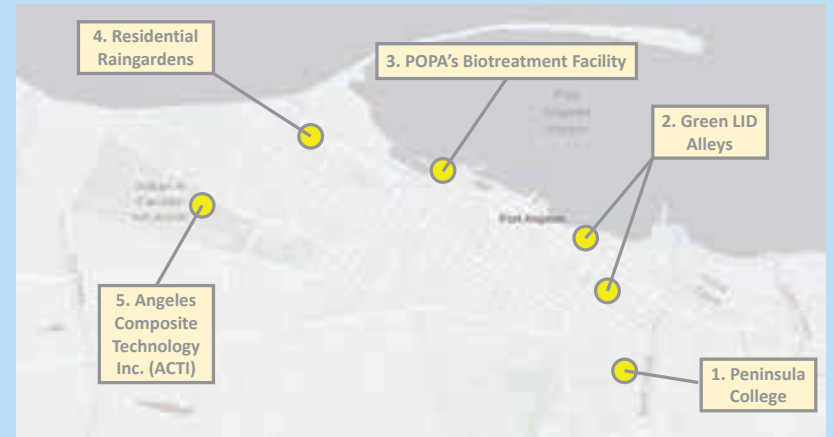 4. Residential
Raingardens
3. POPA's Biotreatment Facility
2. Green LID
Alleys
Port Angeles
5. Angeles
Composite
Technology
Inc. (ACTI)
1. Peninsula
College